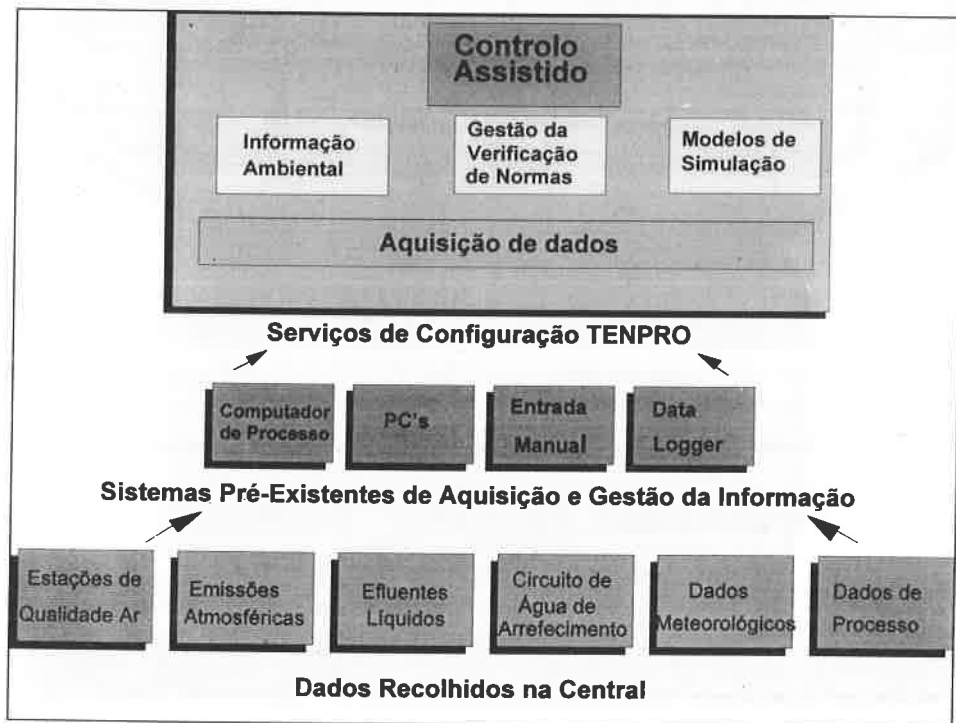 Controlo
Assistido
Informação
Ambiental
Gestão da
Verificação
de Normas
Modelos de
Simulação
Aquisição de dados
Serviços de Configuração TENPRO
Computador
de Processo
PC's
Entrada
Manual
Data
Logger
Sistemas Pré-Existentes de Aquisição e Gestão da Informação
Estações de
Qualidade Ar
Emissões
Atmosféricas
Efluentes
Líquidos
Circuito de
Água de
Arrefecimento
Dados
Meteorológicos
Dados de
Processo
Dados Recolhidos na Central